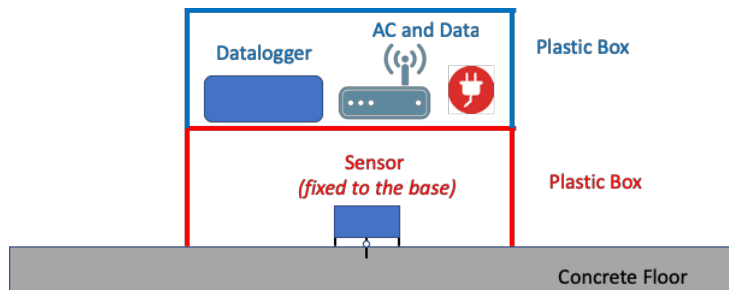 AC and Data
Datalogger
Plastic Box
Sensor
(fixed to the base)
Plastic Box
Concrete Floor